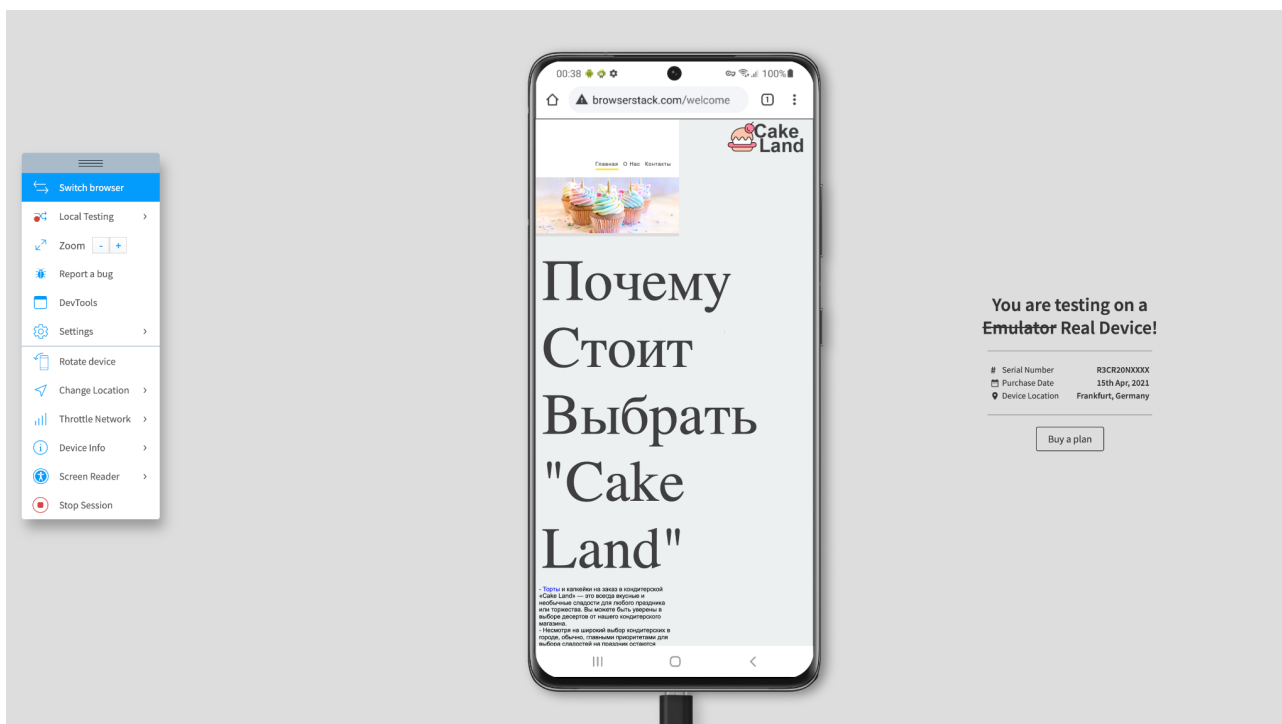 Switch browser
Local Testing
Zoom - +
Report a bug
DevTools
Settings
Rotate device
Change Location
Throttle Network
Device Info
Screen Reader
Stop Session
00:38 100%
browserstack.com/welcome 1
Cake
Land
Главная О Нас Контакты
Почему
Стоит
Выбрать
"Cake
Land"
- Торты и капкейки на заказ в кондитерской
«Cake Land» — это всегда вкусные и
необычные сладости для любого праздника
или торжества. Вы можете быть уверены в
выборе десертов от нашего кондитерского
магазина.
- Несмотря на широкий выбор кондитерских в
городе, обычно, главными приоритетами для
выбора сладостей на праздник остаются
You are testing on a
Emulator Real Device!
# Serial Number R3CR20NXXXX
Purchase Date 15th Apr, 2021
Device Location Frankfurt, Germany
Buy a plan